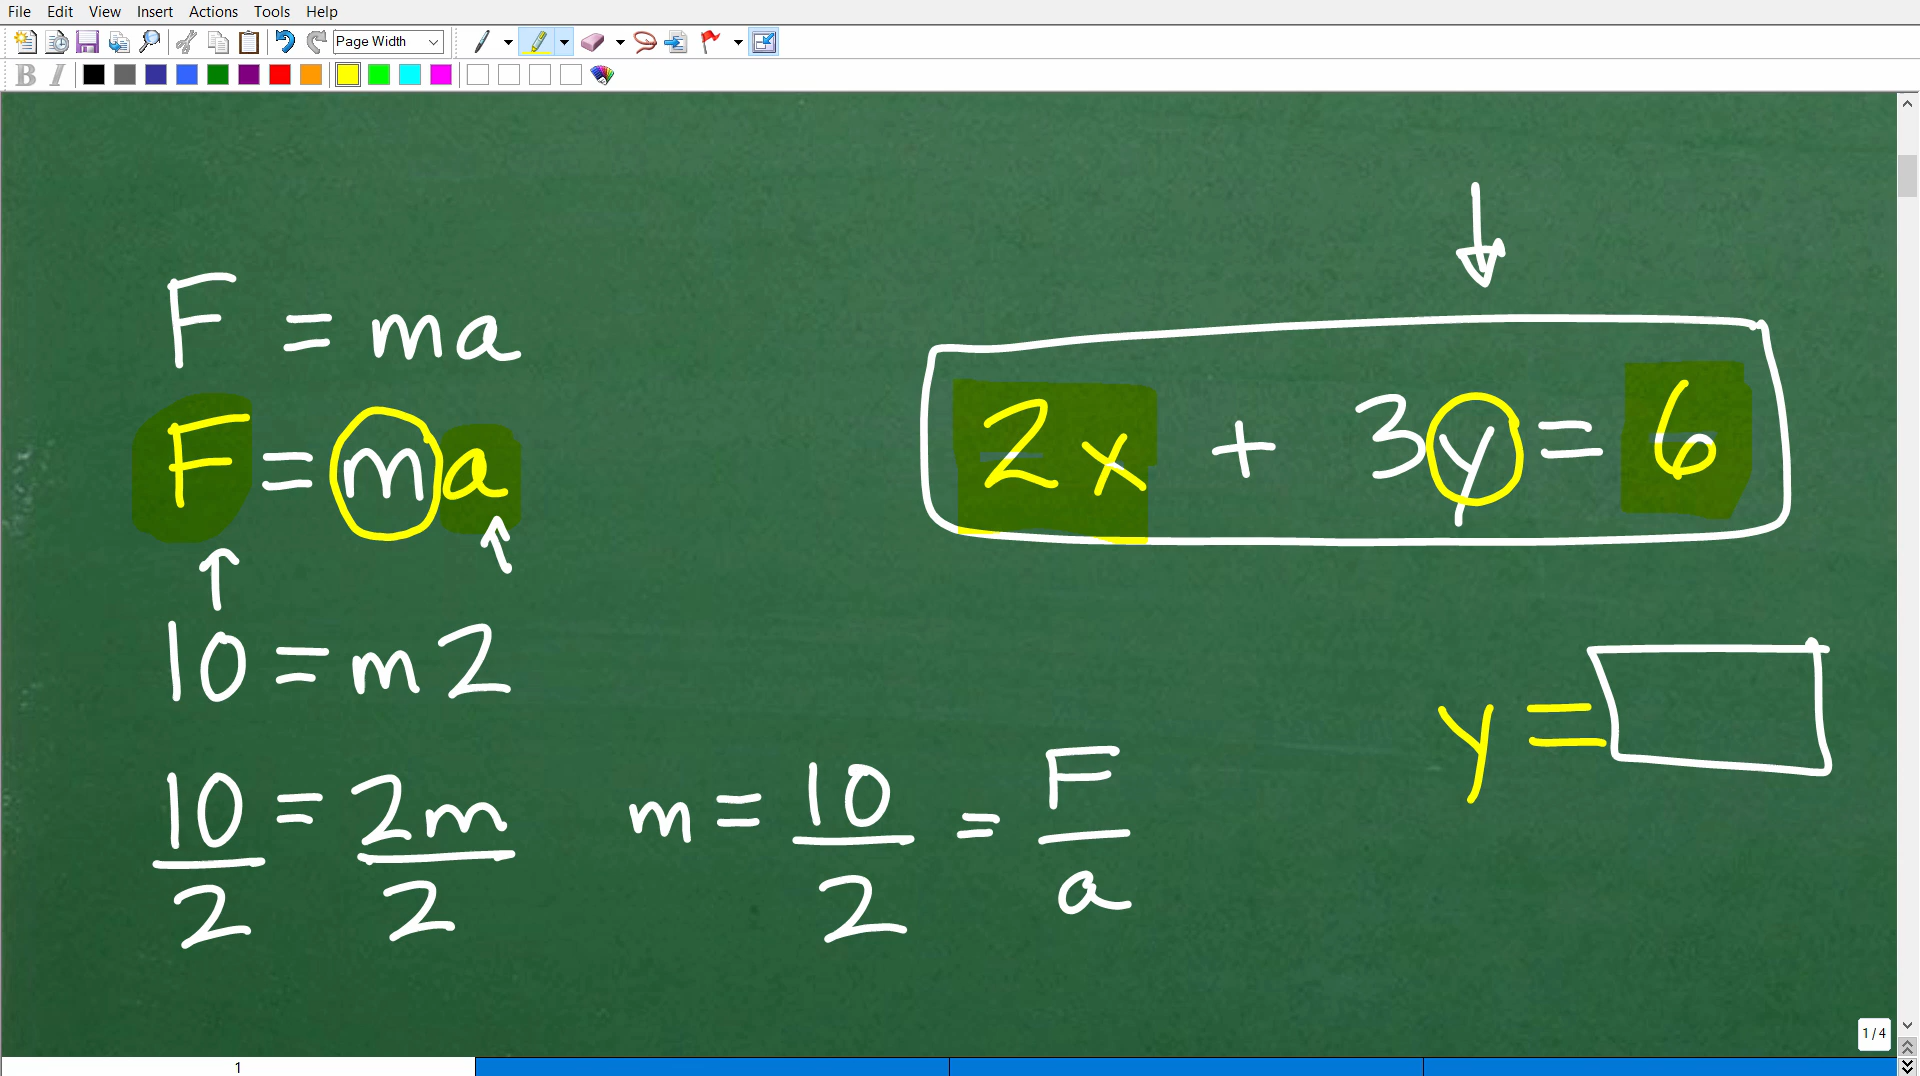 File Edit View Insert Actions Tools Help
Page Width
B I
F = ma
F = ma
10 = m 2
10/2 = 2m/2
m = 10/2 = F/a
2x + 3y = 6
y =
1 / 4
1